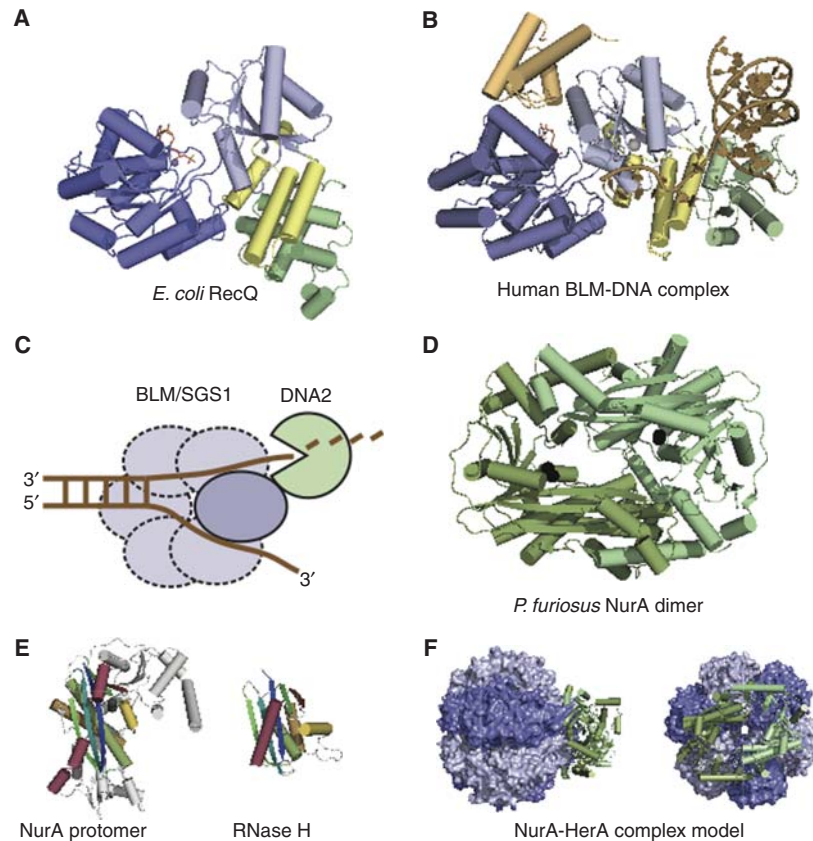 A
B
E. coli RecQ
Human BLM-DNA complex
C
D
BLM/SGS1
DNA2
3′
5′
3′
P. furiosus NurA dimer
E
F
NurA protomer
RNase H
NurA-HerA complex model